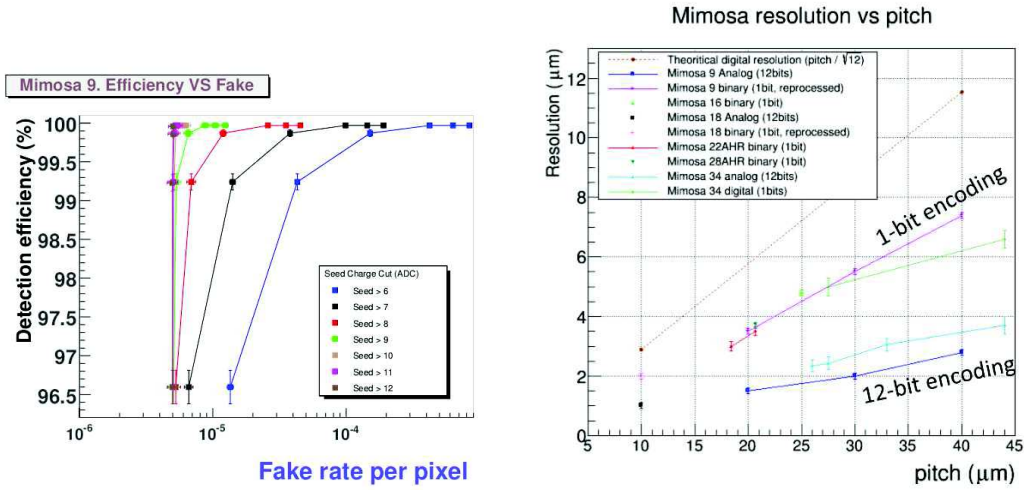 Mimosa 9. Efficiency VS Fake
Detection efficiency (%)
100
99.5
99
98.5
98
97.5
97
96.5
Seed Charge Cut (ADC)
Seed > 6
Seed > 7
Seed > 8
Seed > 9
Seed > 10
Seed > 11
Seed > 12
10-6
10-5
10-4
Fake rate per pixel
Mimosa resolution vs pitch
Resolution (μm)
12
10
8
6
4
2
0
Theoritical digital resolution (pitch / √12)
Mimosa 9 Analog (12bits)
Mimosa 9 binary (1bit, reprocessed)
Mimosa 16 binary (1bit)
Mimosa 18 Analog (12bits)
Mimosa 18 binary (1bit, reprocessed)
Mimosa 22AHR binary (1bit)
Mimosa 28AHR binary (1bit)
Mimosa 34 analog (12bits)
Mimosa 34 digital (1bits)
1-bit encoding
12-bit encoding
5
10
15
20
25
30
35
40
45
pitch (μm)